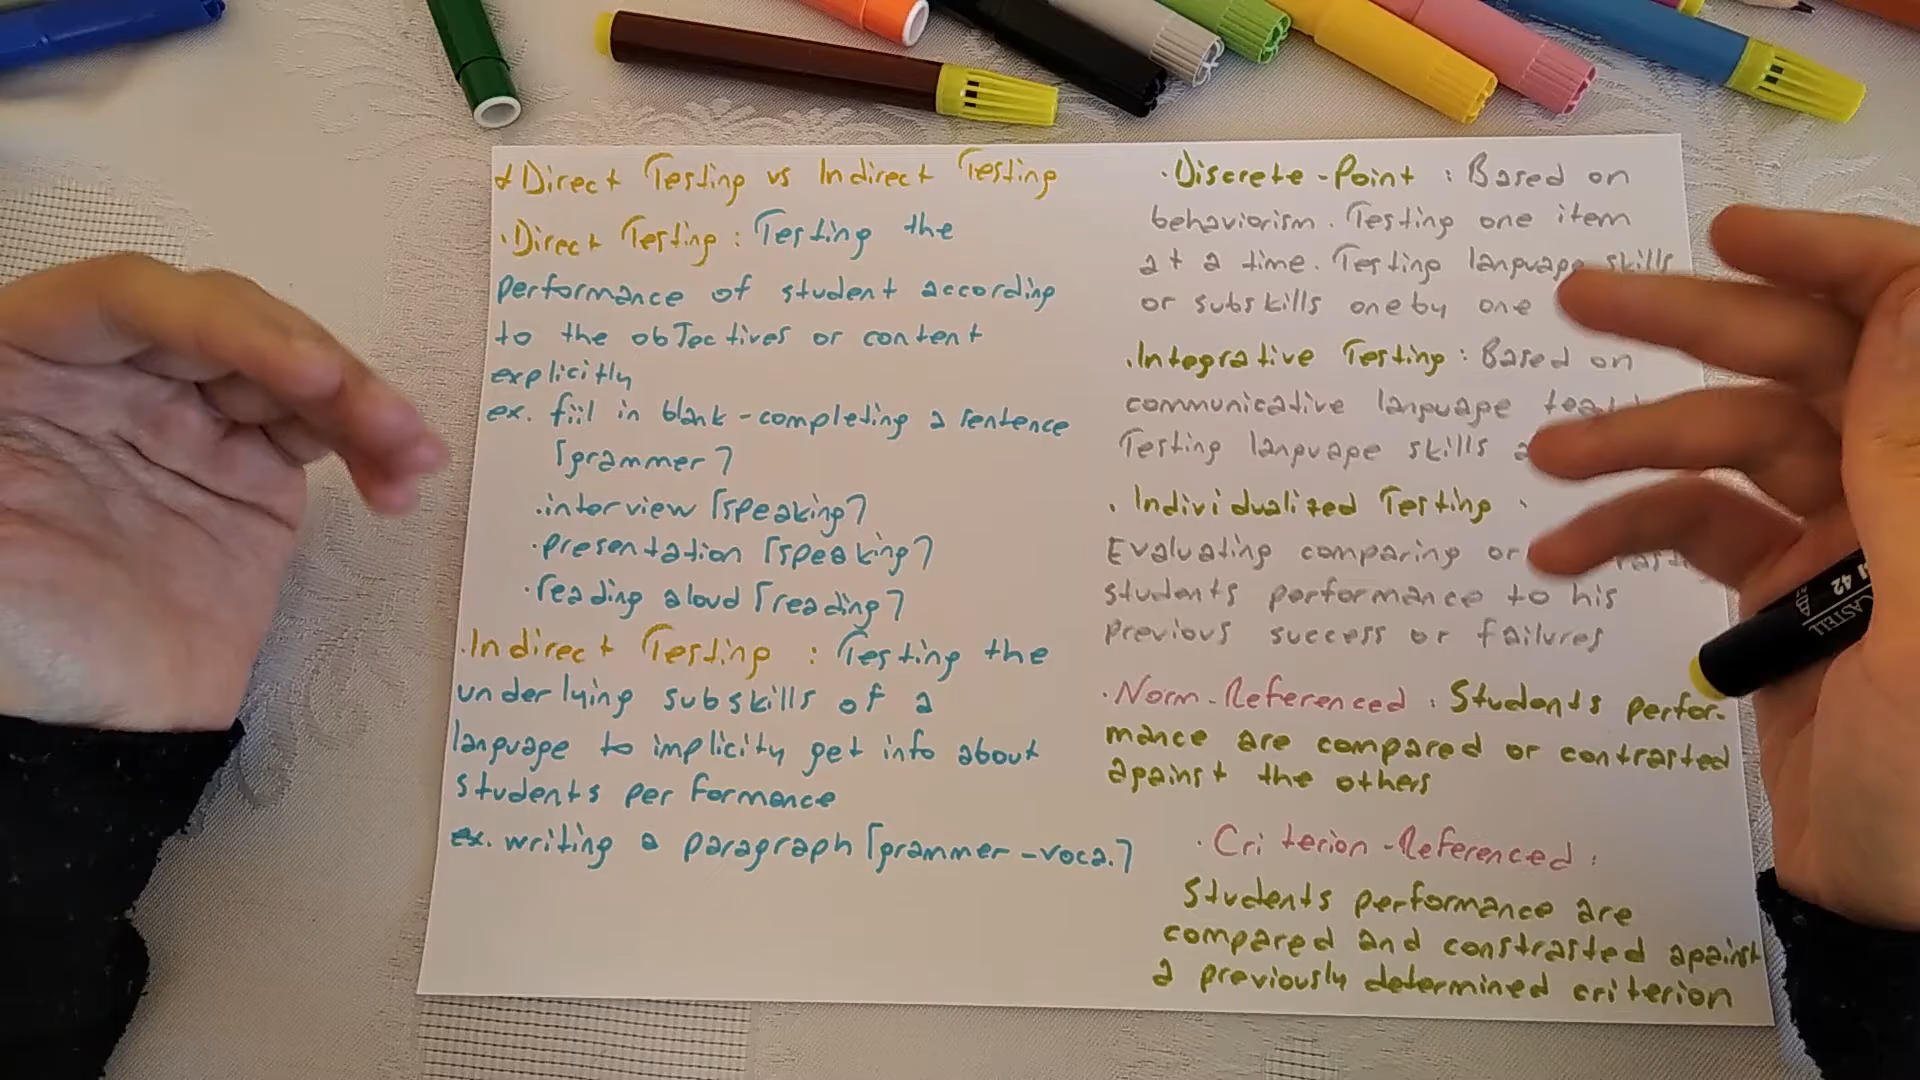 Direct Testing vs Indirect Testing
· Direct Testing : Testing the
performance of student according
to the obJectives or content
explicitly
ex. fiil in blank - completing a sentence
[grammer]
· interview [speaking]
· presentation [speaking]
· reading aloud [reading]
· Indirect Testing : Testing the
underlying subskills of a
language to implicity get info about
students performance
ex. writing a paragraph [grammer - voca.]
· Discrete - Point : Based on
behaviorism. Testing one item
at a time. Testing language skills
or subskills one by one
· Integrative Testing : Based on
communicative language
Testing language skills
· Individualized Testing :
Evaluating comparing or
students performance to his
previous success or failures
· Norm - Referenced : Students perfor-
mance are compared or contrasted
against the others
· Criterion - Referenced :
Students performance are
compared and constrasted against
a previously determined criterion
42